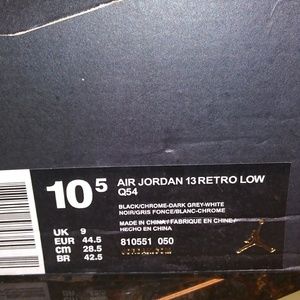 10 5
AIR JORDAN 13 RETRO LOW
Q54
BLACK/CHROME-DARK GREY-WHITE
NOIR/GRIS FONCE/BLANC-CHROME
MADE IN CHINA / FABRIQUE EN CHINE /
HECHO EN CHINA
810551 050
UK 9
EUR 44.5
cm 28.5
BR 42.5